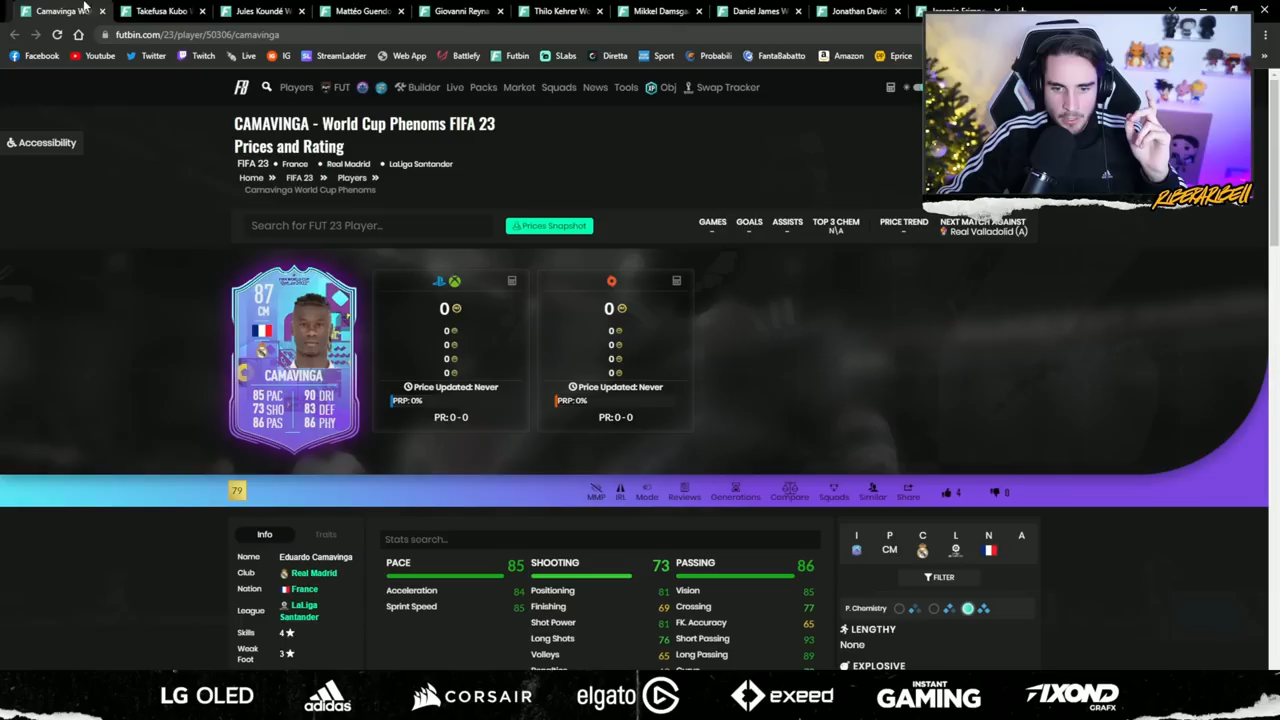 Camavinga Wo
Takefusa Kubo W
Jules Koundé W
Mattéo Guendo
Giovanni Reyna
Thilo Kehrer W
Mikkel Damsga
Daniel James W
Jonathan David
Jeremie Frimpo
futbin.com/23/player/50306/camavinga
Facebook
Youtube
Twitter
Twitch
Live
IG
StreamLadder
Web App
Battlefy
Futbin
SLabs
Diretta
Sport
Probabili
FantaBabatto
Amazon
Eprice
FB
Players
FUT
Builder
Live
Packs
Market
Squads
News
Tools
Obj
Swap Tracker
Accessibility
CAMAVINGA - World Cup Phenoms FIFA 23
Prices and Rating
FIFA 23 • France • Real Madrid • LaLiga Santander
Home » FIFA 23 » Players »
Camavinga World Cup Phenoms
RIBERARIBELL
Search for FUT 23 Player...
Prices Snapshot
GAMES
-
GOALS
-
ASSISTS
-
TOP 3 CHEM
N\A
PRICE TREND
-
NEXT MATCH AGAINST
Real Valladolid (A)
87
CM
CAMAVINGA
85 PAC 90 DRI
73 SHO 83 DEF
86 PAS 86 PHY
0
0
0
0
0
Price Updated: Never
PRP: 0%
PR: 0 - 0
0
0
0
0
0
Price Updated: Never
PRP: 0%
PR: 0 - 0
79
MMP
IRL
Mode
Reviews
Generations
Compare
Squads
Similar
Share
4
0
Info
Traits
Name Eduardo Camavinga
Club Real Madrid
Nation France
League LaLiga
Santander
Skills 4★
Weak
Foot 3★
Stats search...
PACE 85
Acceleration 84
Sprint Speed 85
SHOOTING 73
Positioning 81
Finishing 69
Shot Power 81
Long Shots 76
Volleys 65
PASSING 86
Vision 85
Crossing 77
FK. Accuracy 65
Short Passing 93
Long Passing 89
I P C L N A
CM
FILTER
P. Chemistry
LENGTHY
None
EXPLOSIVE
LG OLED
adidas
CORSAIR
elgato
exeed
INSTANT
GAMING
FIXOND
GRAFX